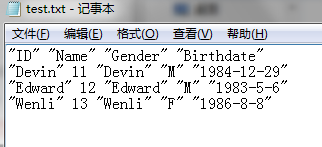 test.txt - 记事本
文件(F) 编辑(E) 格式(O) 查看(V) 帮助(H)
"ID" "Name" "Gender" "Birthdate"
"Devin" 11 "Devin" "M" "1984-12-29"
"Edward" 12 "Edward" "M" "1983-5-6"
"Wenli" 13 "Wenli" "F" "1986-8-8"